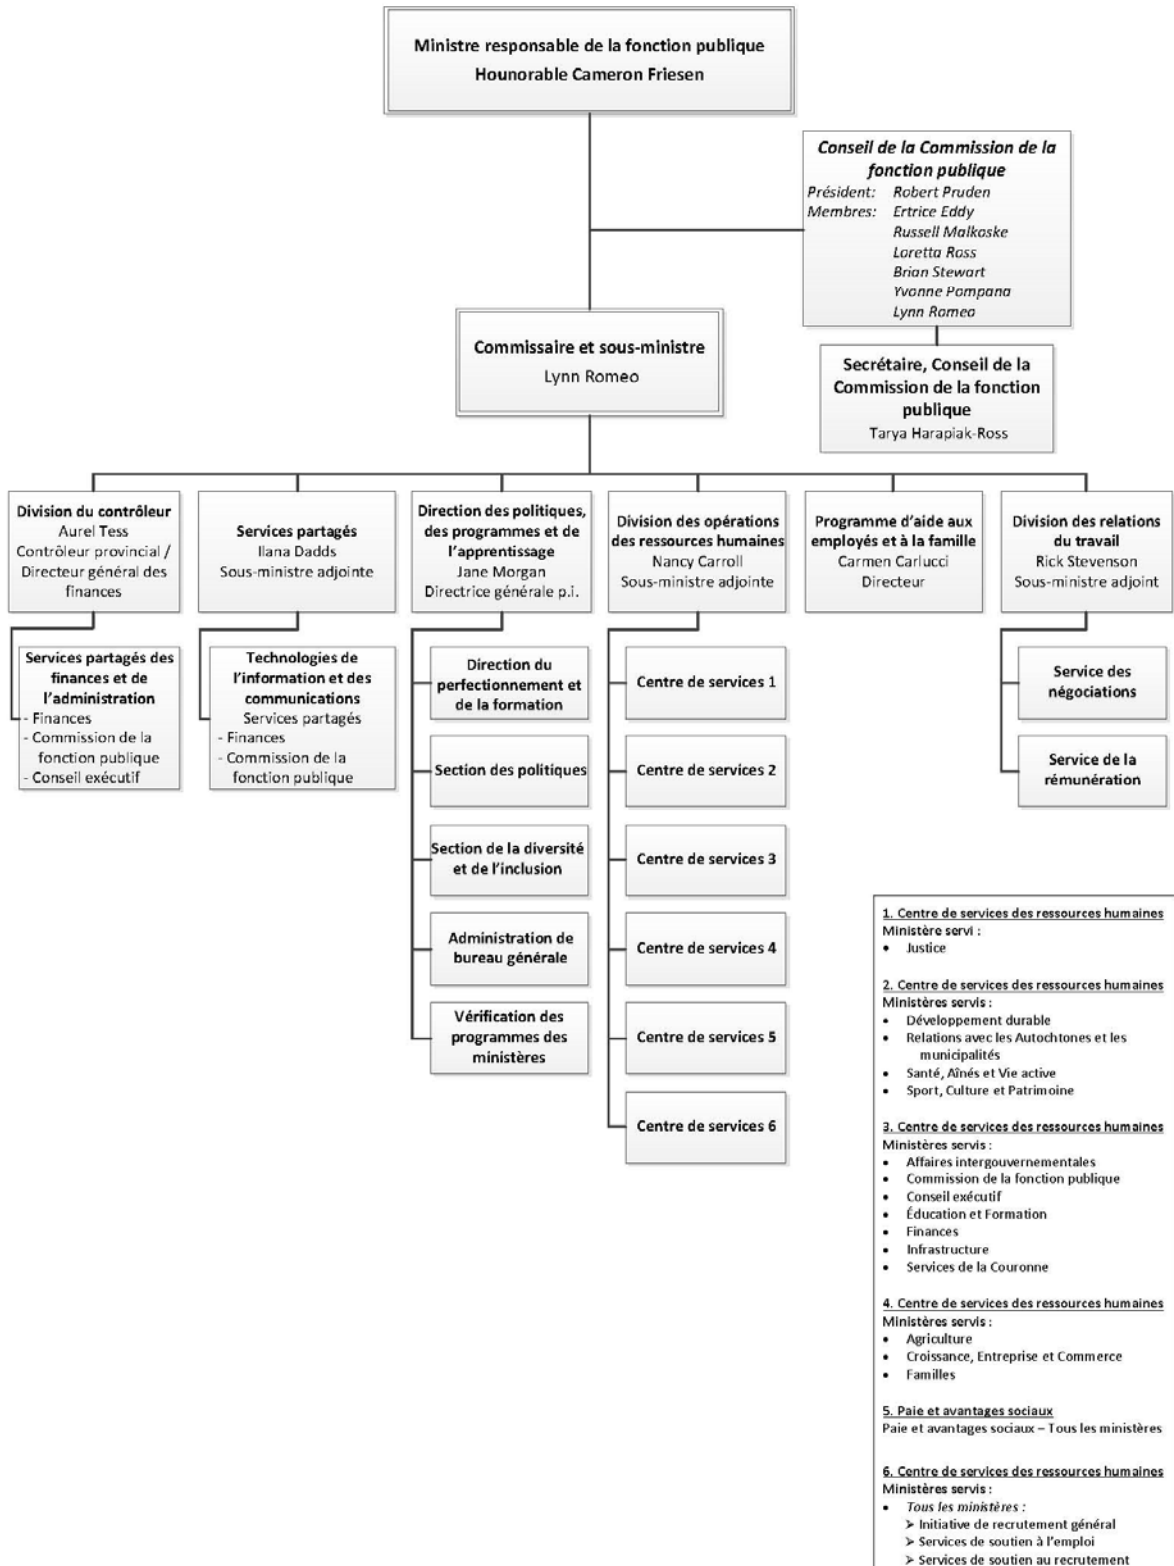 Ministre responsable de la fonction publique
Hounorable Cameron Friesen
Conseil de la Commission de la
fonction publique
Président: Robert Pruden
Membres: Ertrice Eddy
Russell Malkoske
Loretta Ross
Brian Stewart
Yvonne Pompana
Lynn Romeo
Commissaire et sous-ministre
Lynn Romeo
Secrétaire, Conseil de la
Commission de la fonction
publique
Tarya Harapiak-Ross
Division du contrôleur
Aurel Tess
Contrôleur provincial /
Directeur général des
finances
Services partagés
Ilana Dadds
Sous-ministre adjointe
Direction des politiques,
des programmes et de
l'apprentissage
Jane Morgan
Directrice générale p.i.
Division des opérations
des ressources humaines
Nancy Carroll
Sous-ministre adjointe
Programme d'aide aux
employés et à la famille
Carmen Carlucci
Directeur
Division des relations
du travail
Rick Stevenson
Sous-ministre adjoint
Services partagés des
finances et de
l'administration
- Finances
- Commission de la
fonction publique
- Conseil exécutif
Technologies de
l'information et des
communications
Services partagés
- Finances
- Commission de la
fonction publique
Direction du
perfectionnement et
de la formation
Section des politiques
Section de la diversité
et de l'inclusion
Administration de
bureau générale
Vérification des
programmes des
ministères
Centre de services 1
Centre de services 2
Centre de services 3
Centre de services 4
Centre de services 5
Centre de services 6
Service des
négociations
Service de la
rémunération
1. Centre de services des ressources humaines
Ministère servi :
• Justice
2. Centre de services des ressources humaines
Ministères servis :
• Développement durable
• Relations avec les Autochtones et les
municipalités
• Santé, Aînés et Vie active
• Sport, Culture et Patrimoine
3. Centre de services des ressources humaines
Ministères servis :
• Affaires intergouvernementales
• Commission de la fonction publique
• Conseil exécutif
• Éducation et Formation
• Finances
• Infrastructure
• Services de la Couronne
4. Centre de services des ressources humaines
Ministères servis :
• Agriculture
• Croissance, Entreprise et Commerce
• Familles
5. Paie et avantages sociaux
Paie et avantages sociaux – Tous les ministères
6. Centre de services des ressources humaines
Ministères servis :
• Tous les ministères :
➤ Initiative de recrutement général
➤ Services de soutien à l'emploi
➤ Services de soutien au recrutement